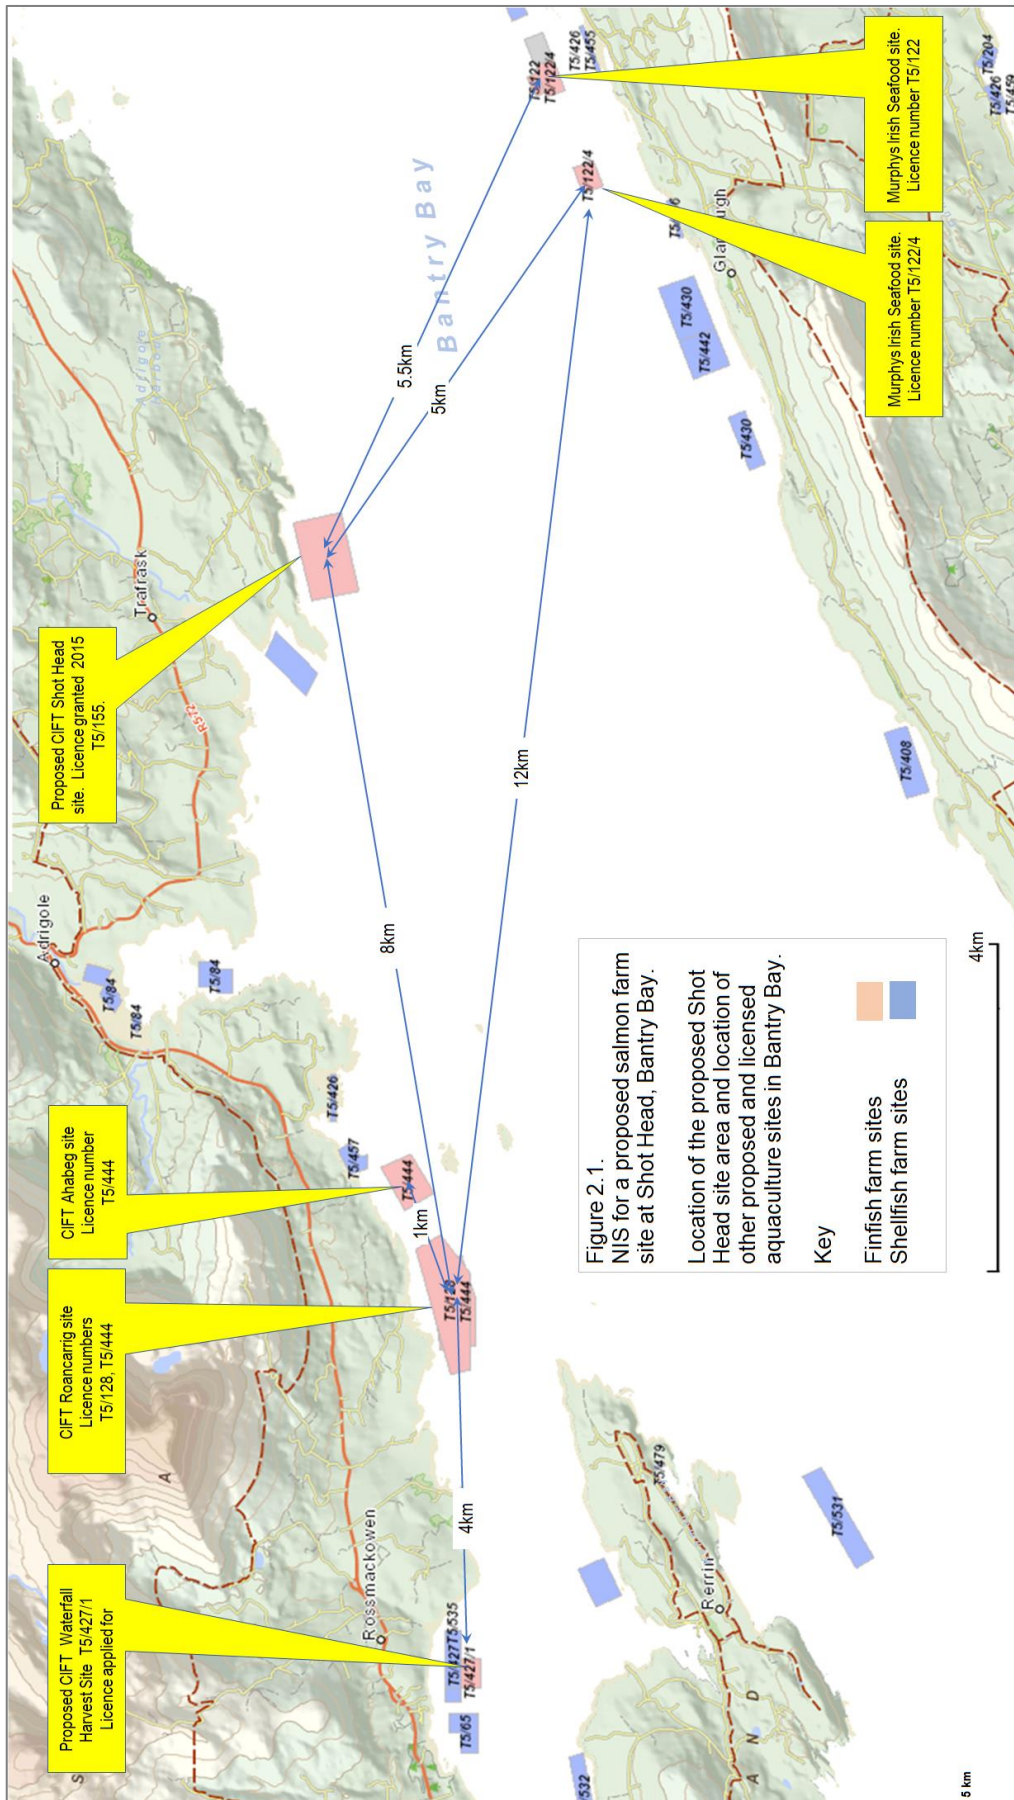 Proposed CIFT Waterfall
Harvest Site T5/427/1
Licence applied for
CIFT Roancarrig site
Licence numbers
T5/128, T5/444
CIFT Ahabeg site
Licence number
T5/444
Proposed CIFT Shot Head
site. Licence granted 2015
T5/155.
Murphys Irish Seafood site.
Licence number T5/122/4
Murphys Irish Seafood site.
Licence number T5/122
S
A
Adrigole
Trafrask
R572
Adrigole
Harbour
Rossmackowen
T5/84
T5/84
T5/84
T5/426
T5/457
T5/444
1km
T5/444
T5/427
T5/535
T5/427/1
T5/65
4km
8km
12km
5km
5.5km
Bantry Bay
T5/122
T5/122/4
T5/426
T5/455
T5/122/4
T5/430
T5/442
T5/430
T5/408
T5/204
T5/426
T5/459
T5/479
T5/531
Rerrin
A N D
5 km
Figure 2.1.
NIS for a proposed salmon farm
site at Shot Head, Bantry Bay.
Location of the proposed Shot
Head site area and location of
other proposed and licensed
aquaculture sites in Bantry Bay.
Key
Finfish farm sites
Shellfish farm sites
4km